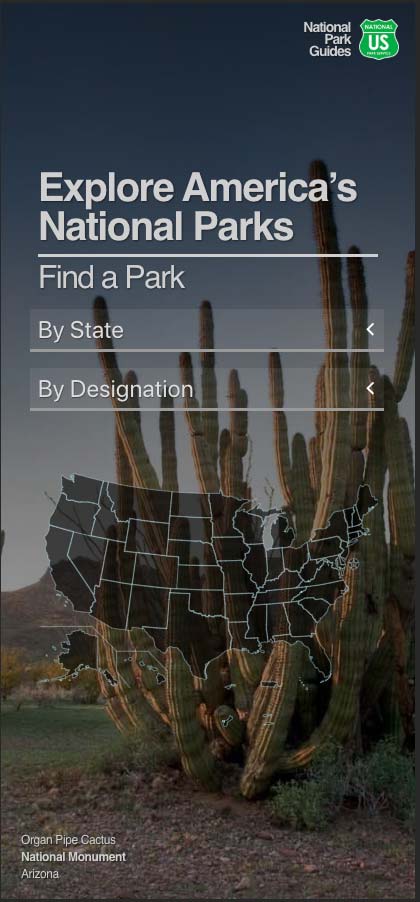 National
Park
Guides
NATIONAL
US
PARK SERVICE
Explore America’s
National Parks
Find a Park
By State
By Designation
Organ Pipe Cactus
National Monument
Arizona